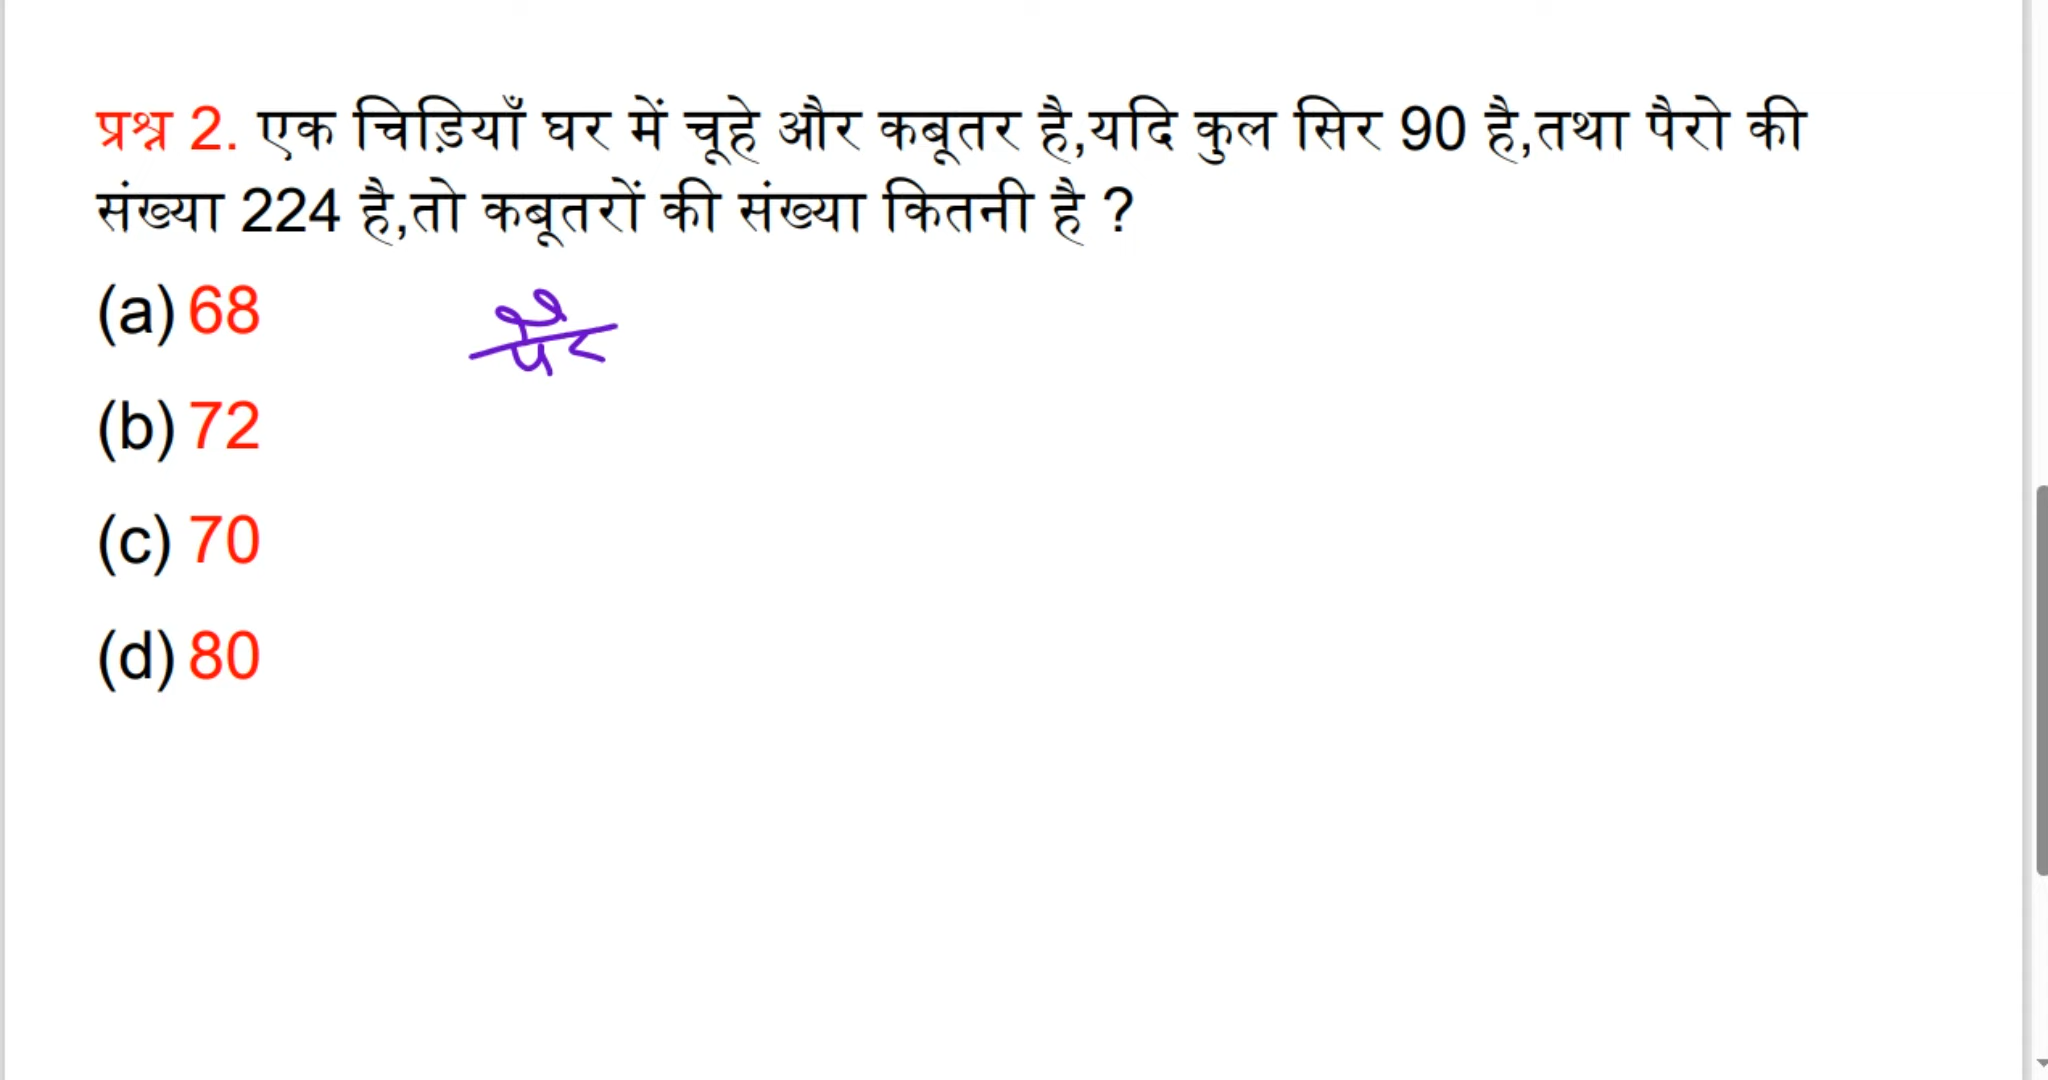 प्रश्न 2. एक चिड़ियाँ घर में चूहे और कबूतर है,यदि कुल सिर 90 है,तथा पैरो की
संख्या 224 है,तो कबूतरों की संख्या कितनी है ?
(a) 68
पैर
(b) 72
(c) 70
(d) 80